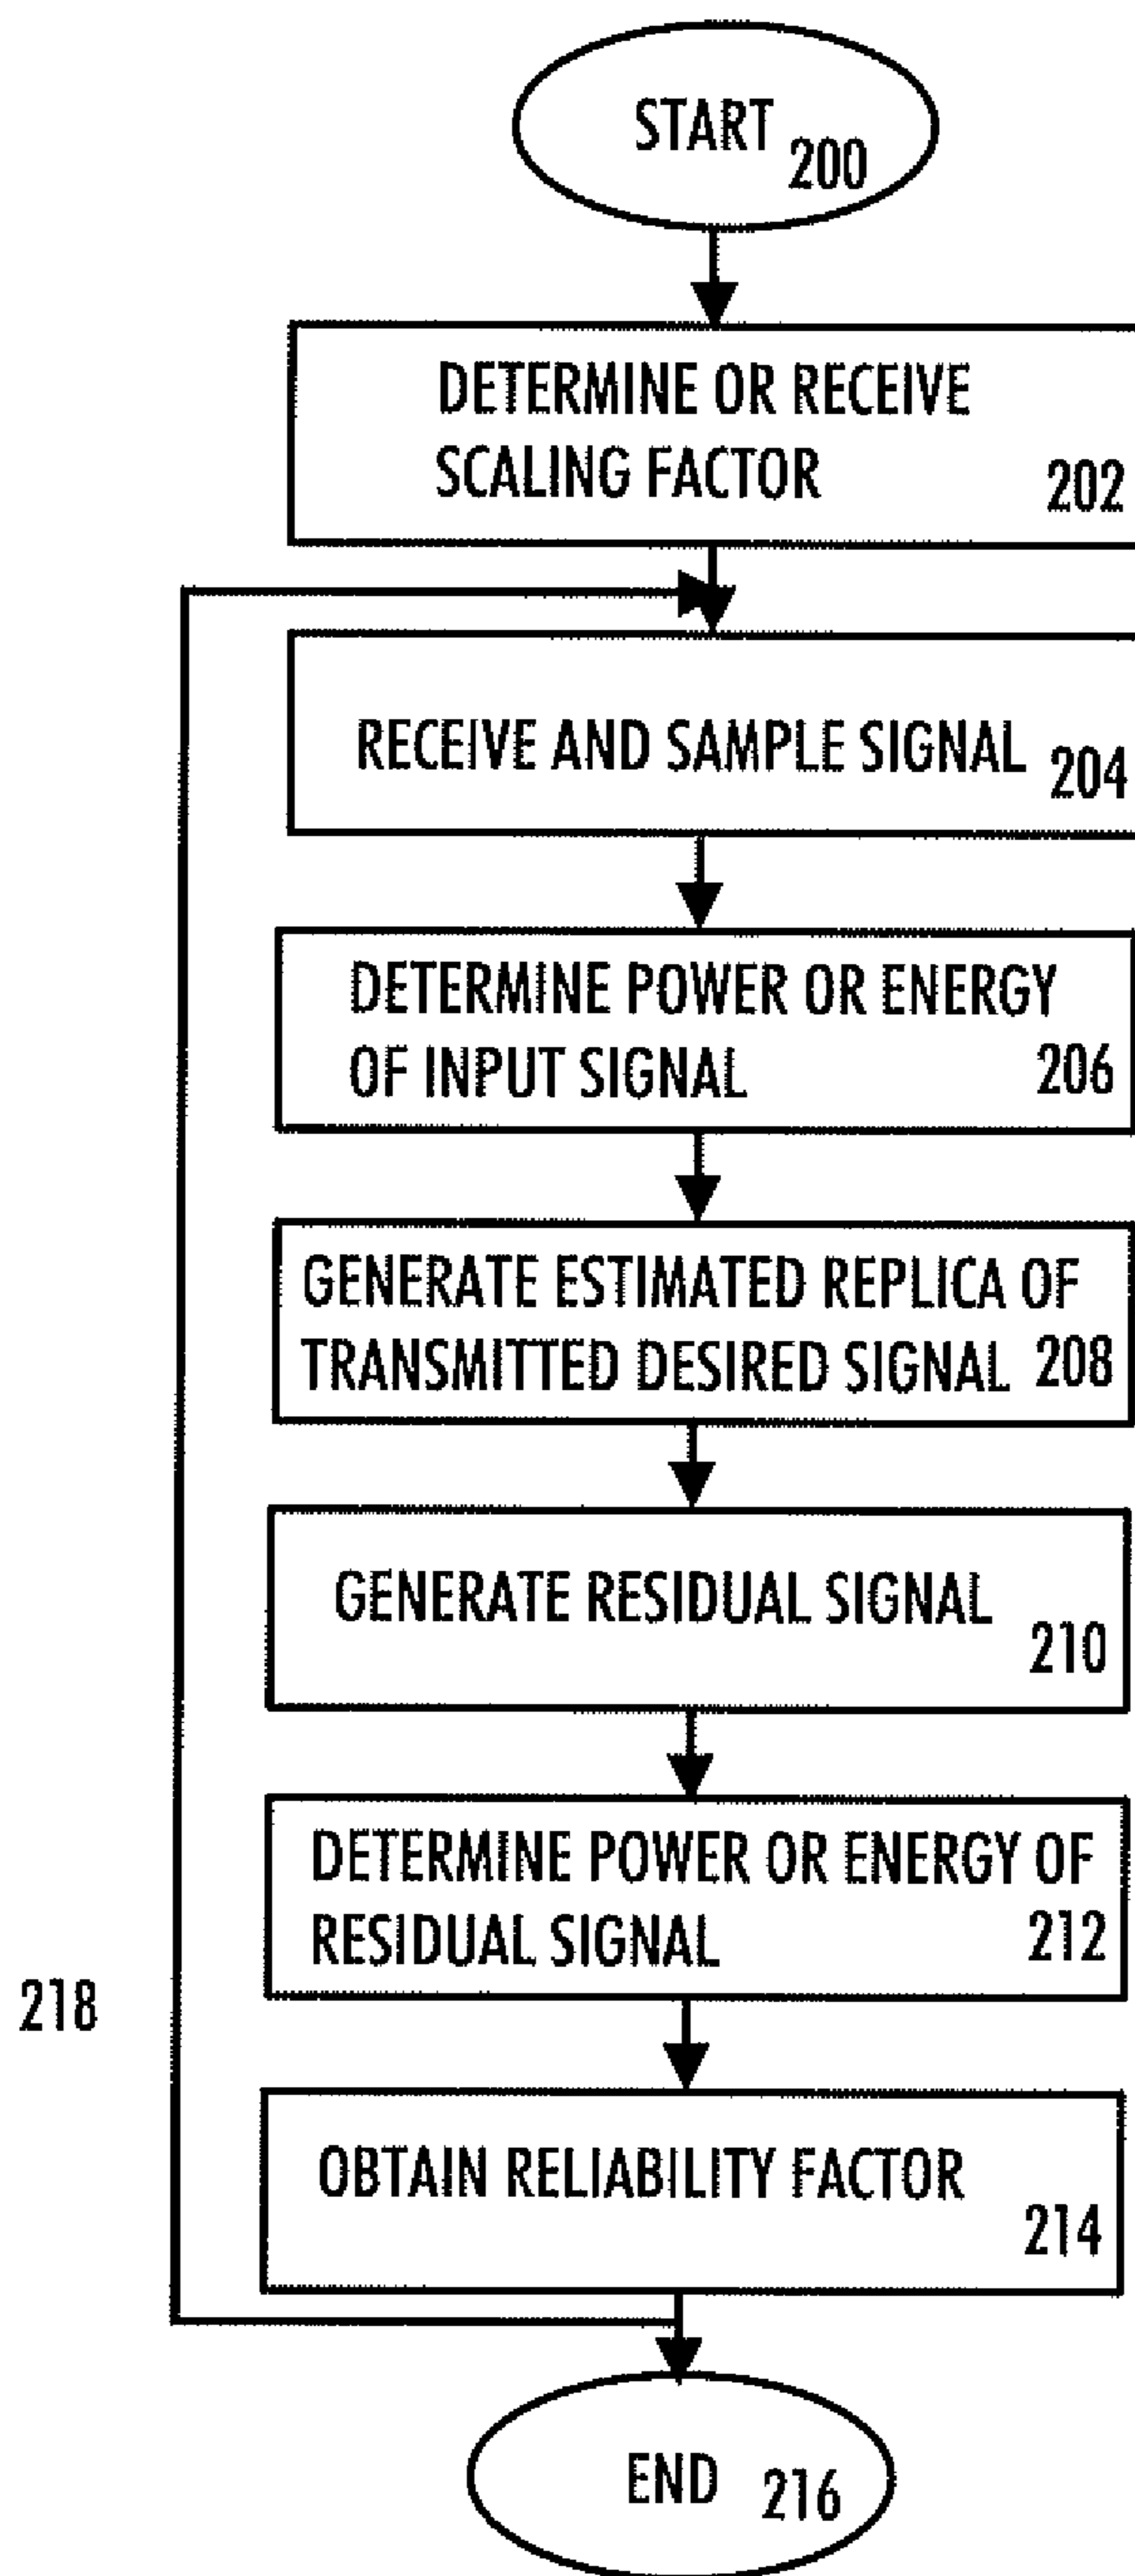 START 200
DETERMINE OR RECEIVE
SCALING FACTOR 202
RECEIVE AND SAMPLE SIGNAL 204
DETERMINE POWER OR ENERGY
OF INPUT SIGNAL 206
GENERATE ESTIMATED REPLICA OF
TRANSMITTED DESIRED SIGNAL 208
GENERATE RESIDUAL SIGNAL 210
DETERMINE POWER OR ENERGY OF
RESIDUAL SIGNAL 212
218
OBTAIN RELIABILITY FACTOR 214
END 216